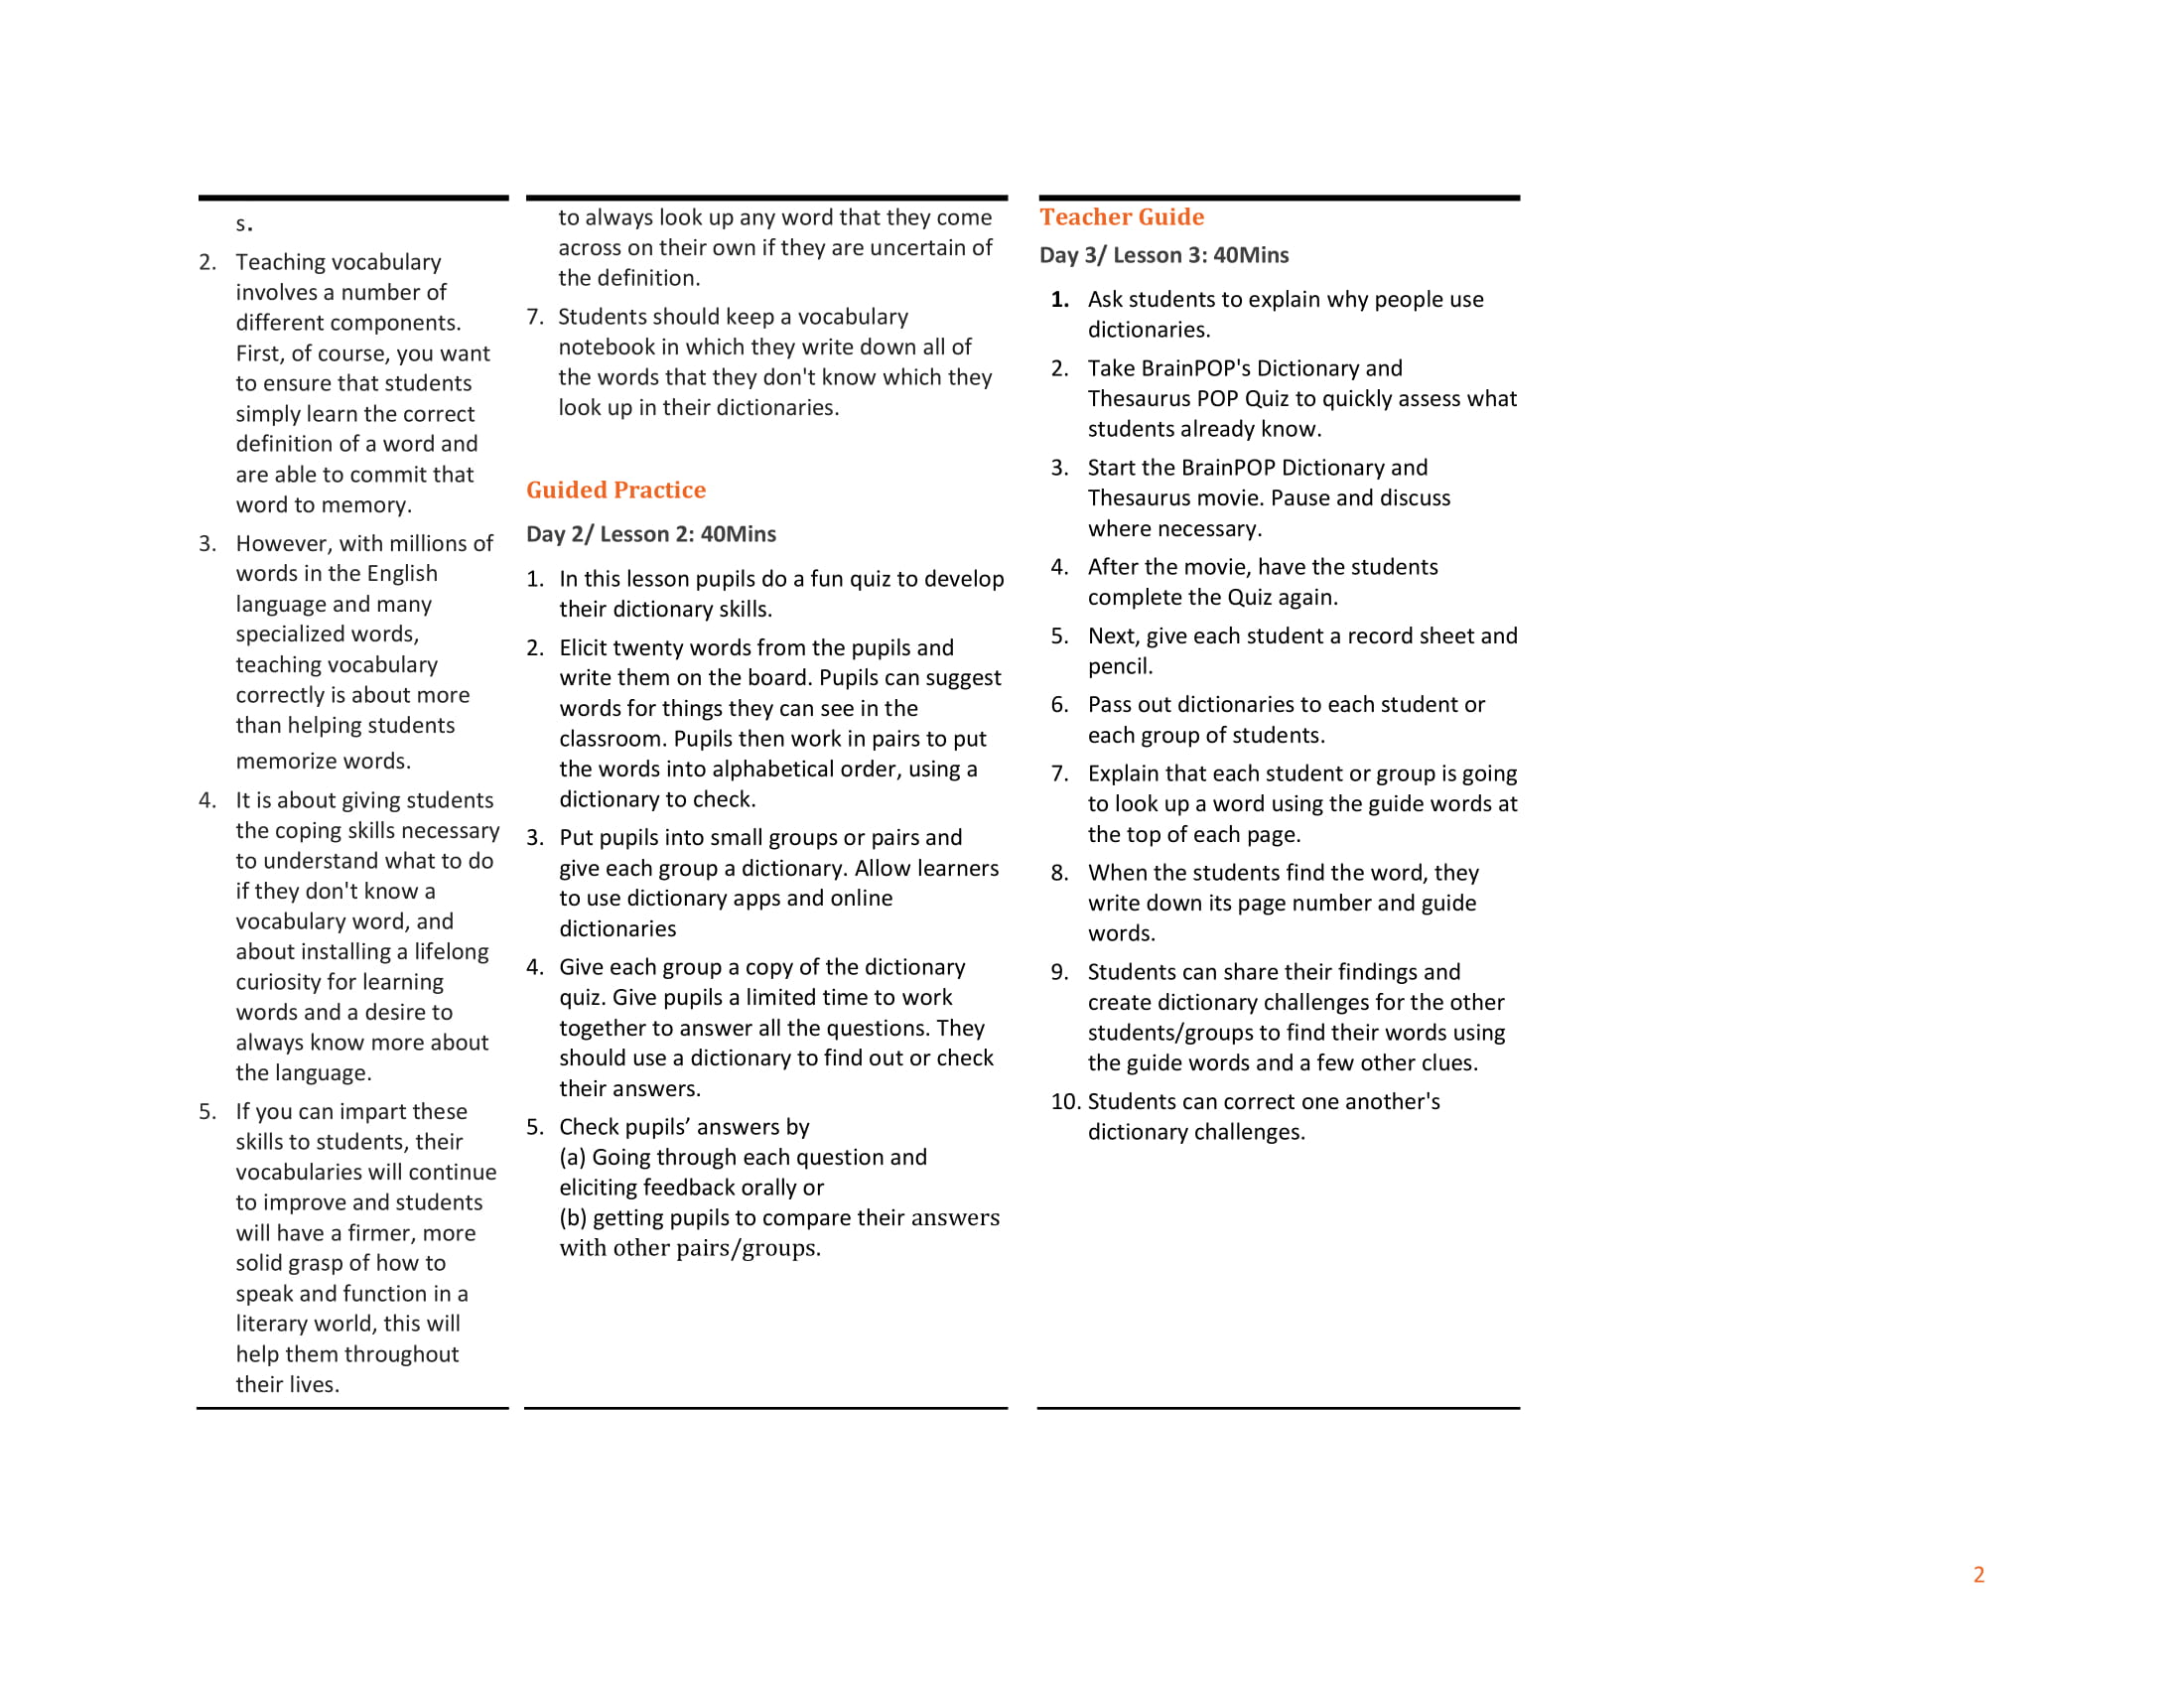 s.
2. Teaching vocabulary
involves a number of
different components.
First, of course, you want
to ensure that students
simply learn the correct
definition of a word and
are able to commit that
word to memory.
3. However, with millions of
words in the English
language and many
specialized words,
teaching vocabulary
correctly is about more
than helping students
memorize words.
4. It is about giving students
the coping skills necessary
to understand what to do
if they don't know a
vocabulary word, and
about installing a lifelong
curiosity for learning
words and a desire to
always know more about
the language.
5. If you can impart these
skills to students, their
vocabularies will continue
to improve and students
will have a firmer, more
solid grasp of how to
speak and function in a
literary world, this will
help them throughout
their lives.
to always look up any word that they come
across on their own if they are uncertain of
the definition.
7. Students should keep a vocabulary
notebook in which they write down all of
the words that they don't know which they
look up in their dictionaries.
Guided Practice
Day 2/ Lesson 2: 40Mins
1. In this lesson pupils do a fun quiz to develop
their dictionary skills.
2. Elicit twenty words from the pupils and
write them on the board. Pupils can suggest
words for things they can see in the
classroom. Pupils then work in pairs to put
the words into alphabetical order, using a
dictionary to check.
3. Put pupils into small groups or pairs and
give each group a dictionary. Allow learners
to use dictionary apps and online
dictionaries
4. Give each group a copy of the dictionary
quiz. Give pupils a limited time to work
together to answer all the questions. They
should use a dictionary to find out or check
their answers.
5. Check pupils’ answers by
(a) Going through each question and
eliciting feedback orally or
(b) getting pupils to compare their answers
with other pairs/groups.
Teacher Guide
Day 3/ Lesson 3: 40Mins
1. Ask students to explain why people use
dictionaries.
2. Take BrainPOP's Dictionary and
Thesaurus POP Quiz to quickly assess what
students already know.
3. Start the BrainPOP Dictionary and
Thesaurus movie. Pause and discuss
where necessary.
4. After the movie, have the students
complete the Quiz again.
5. Next, give each student a record sheet and
pencil.
6. Pass out dictionaries to each student or
each group of students.
7. Explain that each student or group is going
to look up a word using the guide words at
the top of each page.
8. When the students find the word, they
write down its page number and guide
words.
9. Students can share their findings and
create dictionary challenges for the other
students/groups to find their words using
the guide words and a few other clues.
10. Students can correct one another's
dictionary challenges.
2